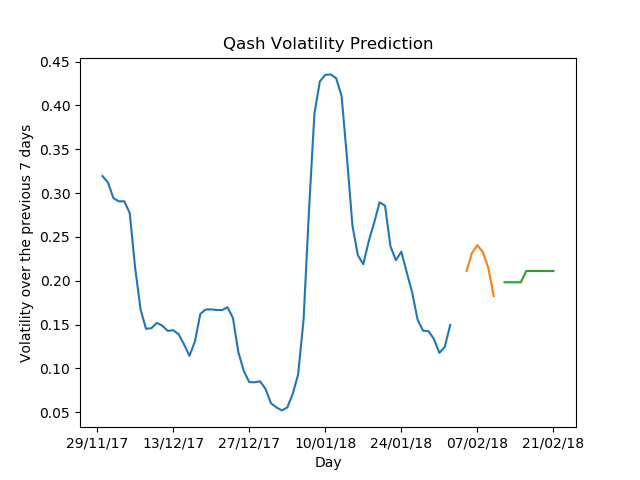 Qash Volatility Prediction
Volatility over the previous 7 days
0.45
0.40
0.35
0.30
0.25
0.20
0.15
0.10
0.05
29/11/17 13/12/17 27/12/17 10/01/18 24/01/18 07/02/18 21/02/18
Day